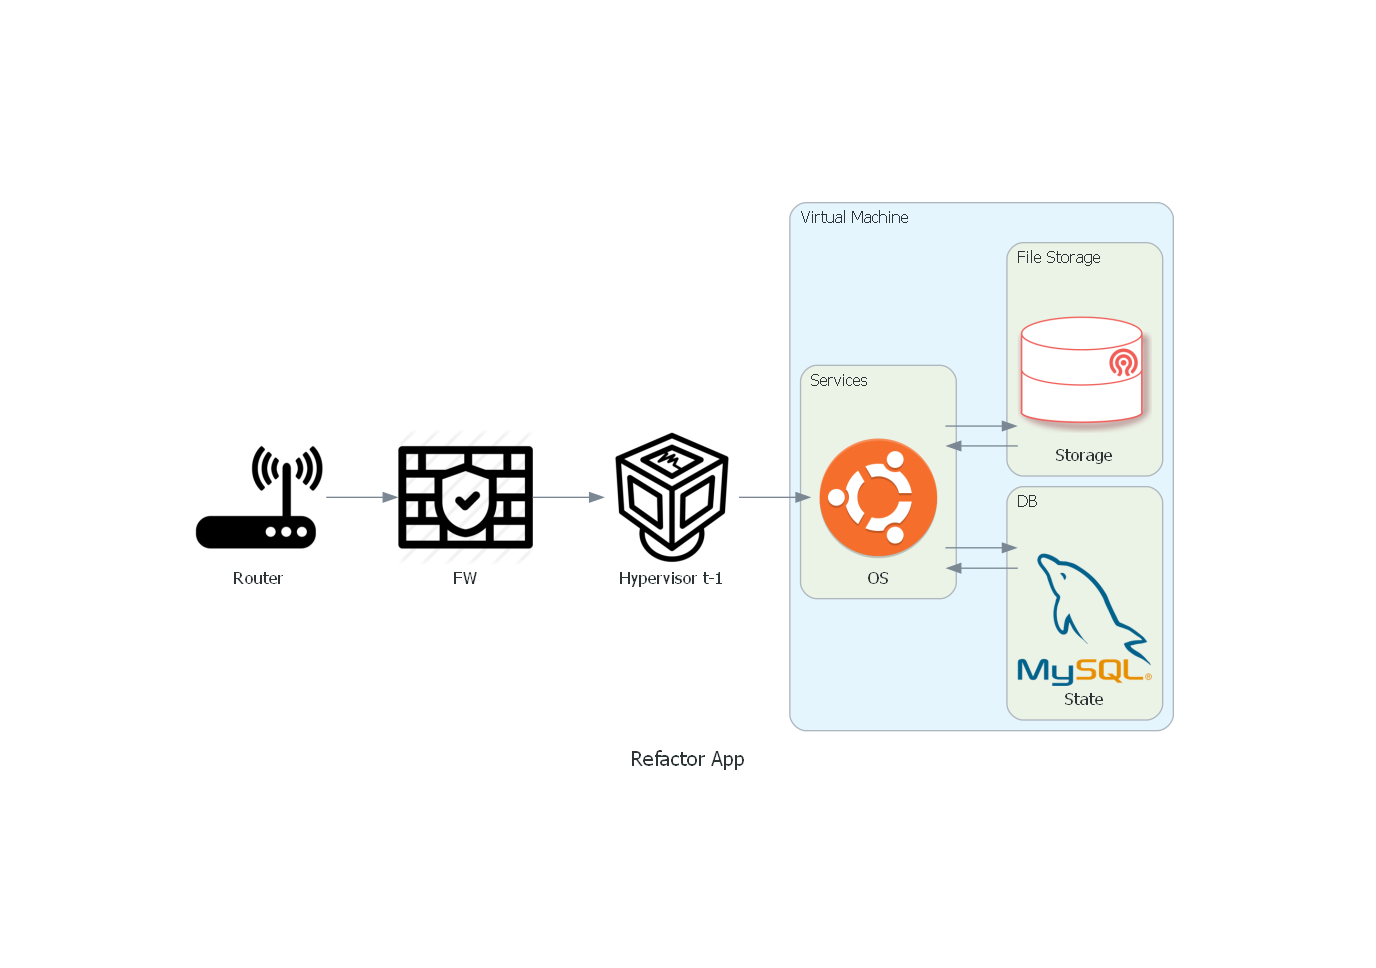 Virtual Machine
File Storage
Storage
Services
OS
DB
MySQL®
State
Router
FW
Hypervisor t-1
Refactor App